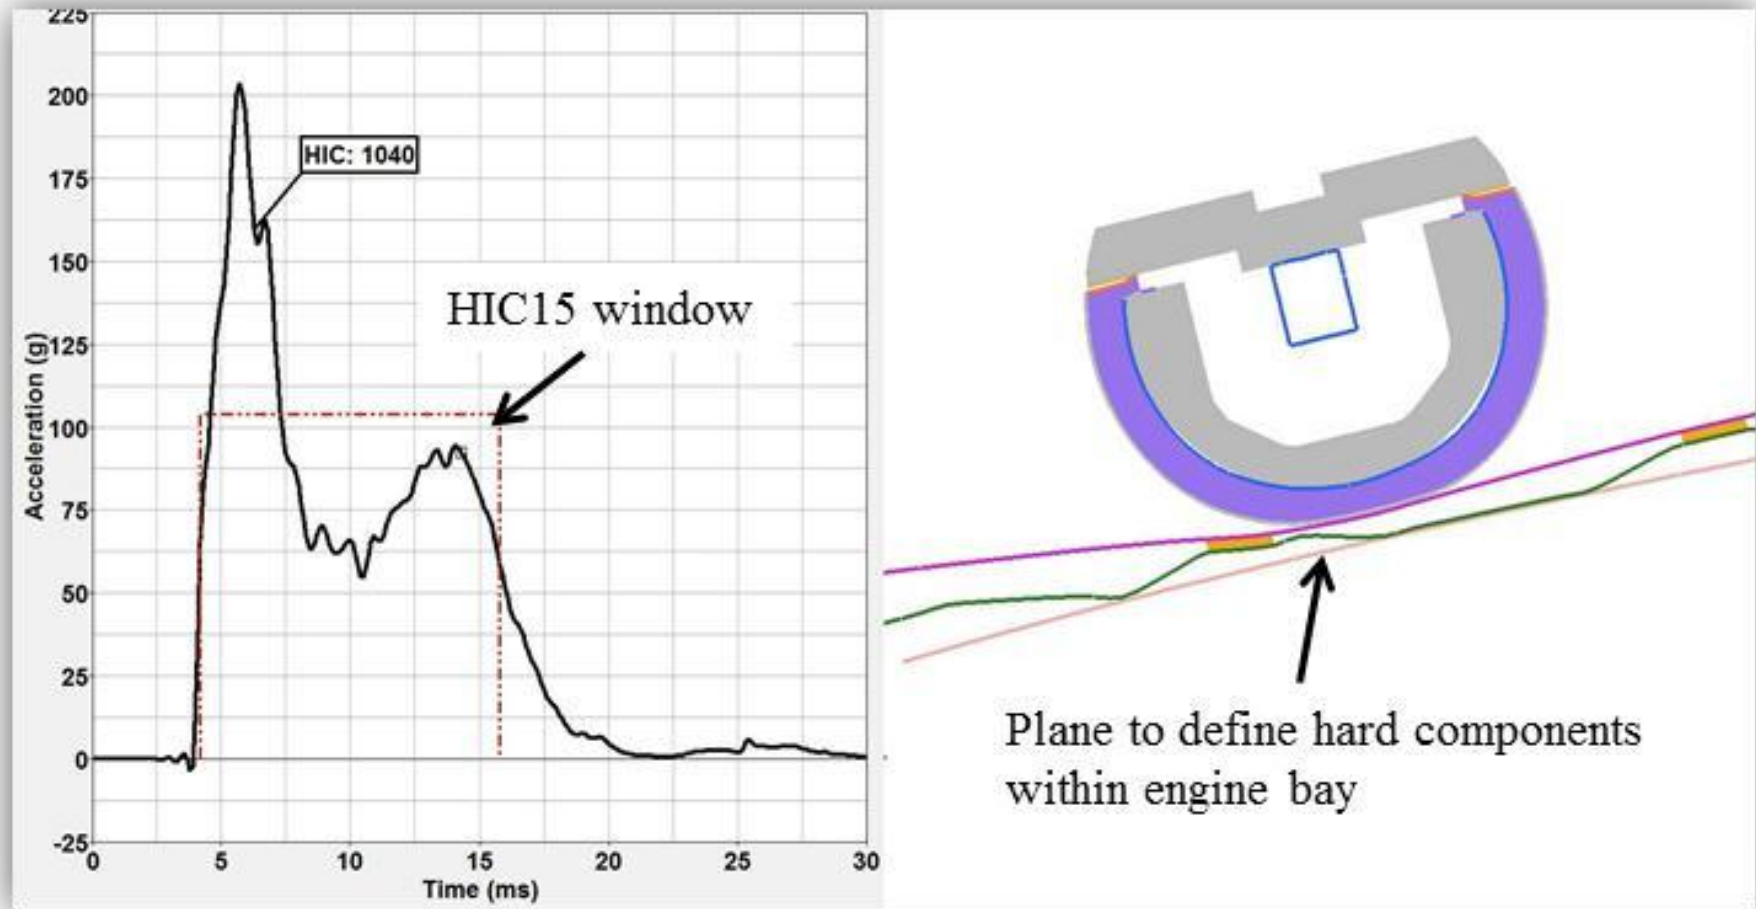 225
200
175
150
125
100
75
50
25
0
-25
Acceleration (g)
HIC: 1040
HIC15 window
0 5 10 15 20 25 30
Time (ms)
Plane to define hard components
within engine bay